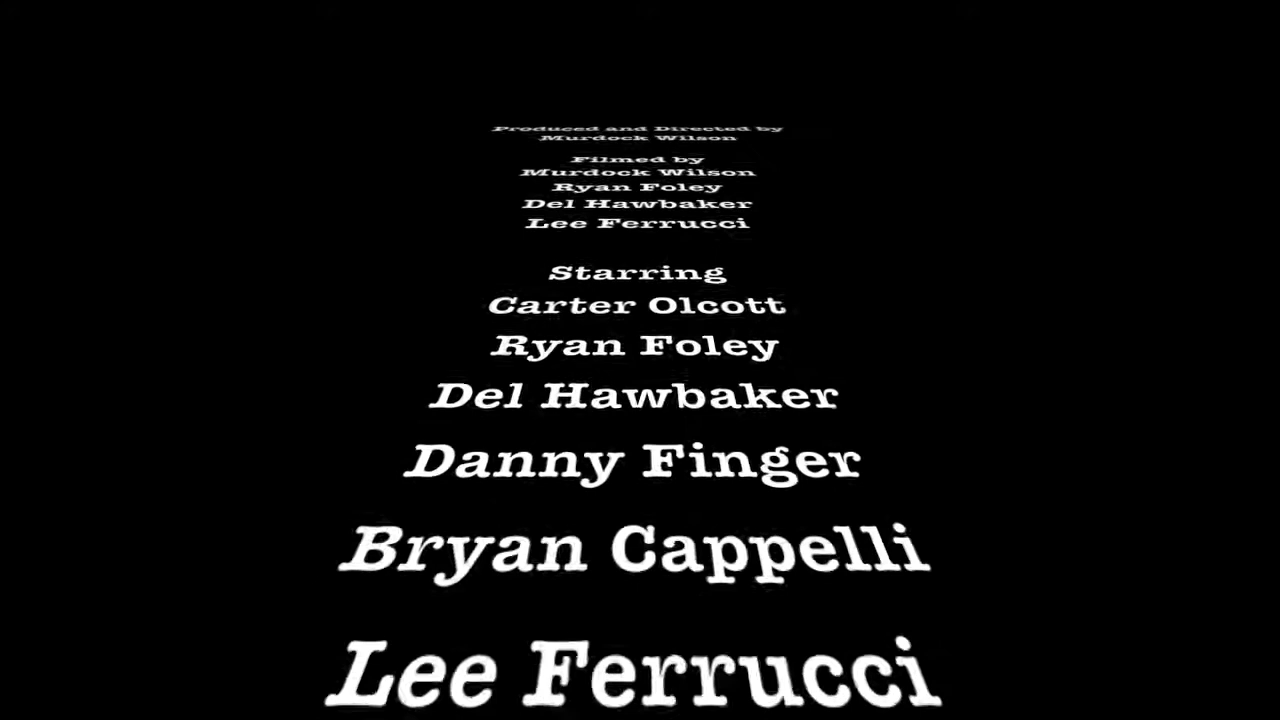 Produced and Directed by
Murdock Wilson
Filmed by
Murdock Wilson
Ryan Foley
Del Hawbaker
Lee Ferrucci
Starring
Carter Olcott
Ryan Foley
Del Hawbaker
Danny Finger
Bryan Cappelli
Lee Ferrucci